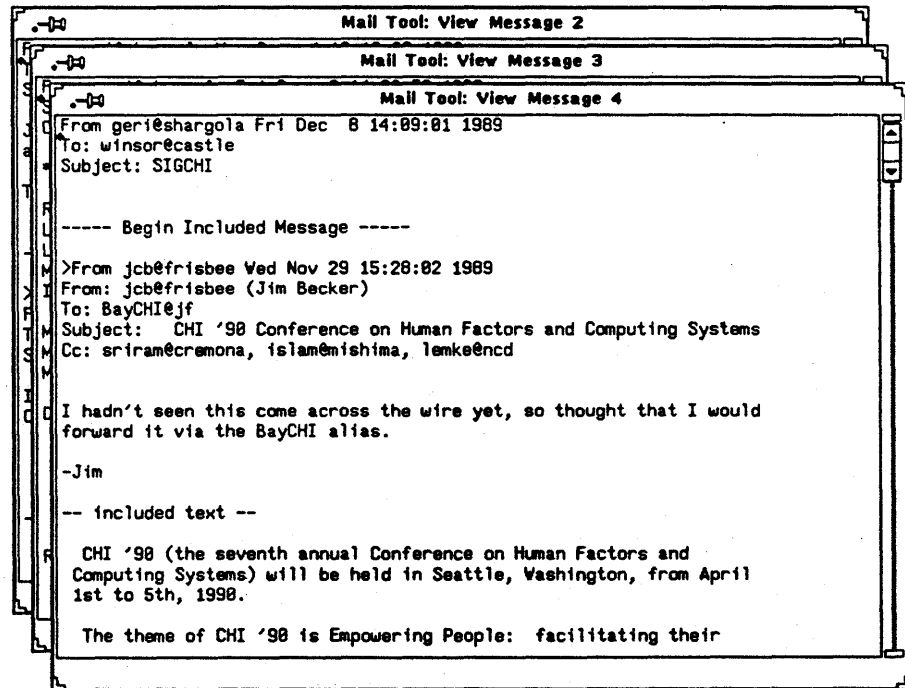 Mail Tool: View Message 2
Mail Tool: View Message 3
Mail Tool: View Message 4
From geri@shargola Fri Dec  8 14:09:01 1989
To: winsor@castle
Subject: SIGCHI
----- Begin Included Message -----
>From jcb@frisbee Wed Nov 29 15:28:02 1989
From: jcb@frisbee (Jim Becker)
To: BayCHI@jf
Subject:   CHI '90 Conference on Human Factors and Computing Systems
Cc: sriram@cremona, islam@mishima, lemke@ncd
I hadn't seen this come across the wire yet, so thought that I would
forward it via the BayCHI alias.
-Jim
-- included text --
CHI '90 (the seventh annual Conference on Human Factors and
Computing Systems) will be held in Seattle, Washington, from April
1st to 5th, 1990.
The theme of CHI '90 is Empowering People:  facilitating their